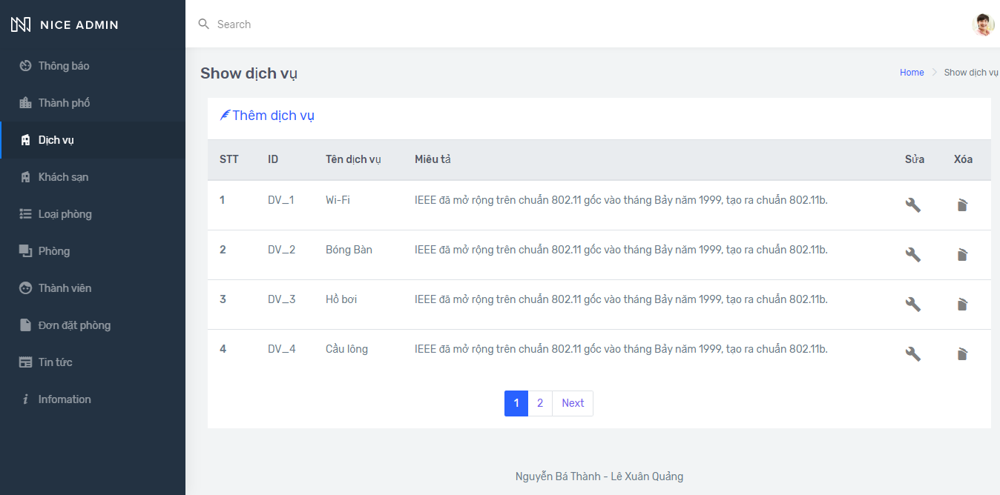 NICE ADMIN
Search
Thông báo
Thành phố
Dịch vụ
Khách sạn
Loại phòng
Phòng
Thành viên
Đơn đặt phòng
Tin tức
Infomation
Show dịch vụ
Home Show dịch vụ
Thêm dịch vụ
STT ID Tên dịch vụ Miêu tả Sửa Xóa
1 DV_1 Wi-Fi IEEE đã mở rộng trên chuẩn 802.11 gốc vào tháng Bảy năm 1999, tạo ra chuẩn 802.11b.
2 DV_2 Bóng Bàn IEEE đã mở rộng trên chuẩn 802.11 gốc vào tháng Bảy năm 1999, tạo ra chuẩn 802.11b.
3 DV_3 Hồ bơi IEEE đã mở rộng trên chuẩn 802.11 gốc vào tháng Bảy năm 1999, tạo ra chuẩn 802.11b.
4 DV_4 Cầu lông IEEE đã mở rộng trên chuẩn 802.11 gốc vào tháng Bảy năm 1999, tạo ra chuẩn 802.11b.
1 2 Next
Nguyễn Bá Thành - Lê Xuân Quảng